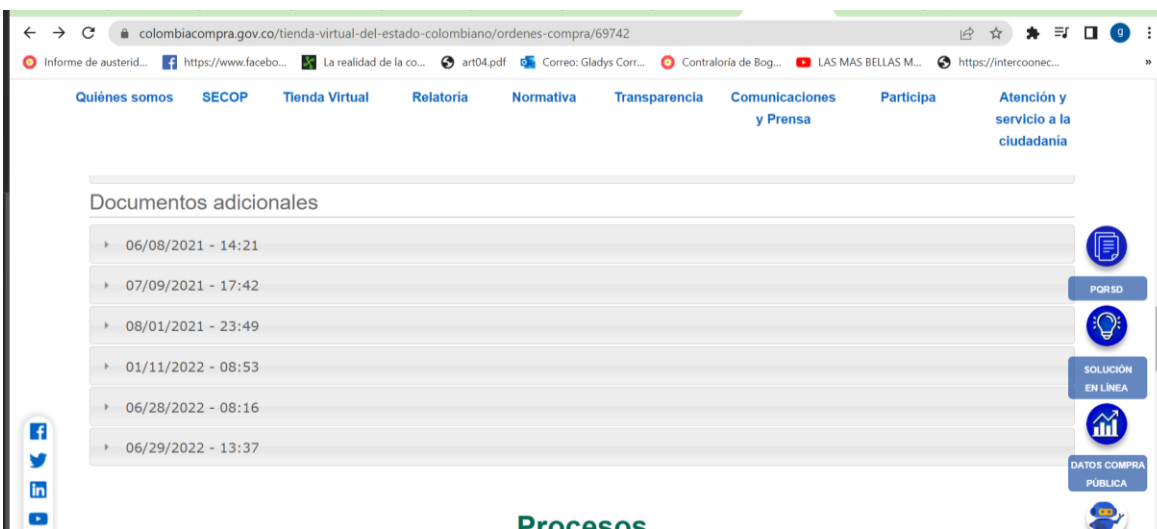 colombiacompra.gov.co/tienda-virtual-del-estado-colombiano/ordenes-compra/69742
g
Informe de austerid...
https://www.facebo...
La realidad de la co...
art04.pdf
Correo: Gladys Corr...
Contraloría de Bog...
LAS MAS BELLAS M...
https://intercoonec...
»
Quiénes somos
SECOP
Tienda Virtual
Relatoría
Normativa
Transparencia
Comunicaciones
y Prensa
Participa
Atención y
servicio a la
ciudadanía
Documentos adicionales
06/08/2021 - 14:21
07/09/2021 - 17:42
08/01/2021 - 23:49
01/11/2022 - 08:53
06/28/2022 - 08:16
06/29/2022 - 13:37
PQRSD
SOLUCIÓN
EN LÍNEA
DATOS COMPRA
PÚBLICA
Procesos